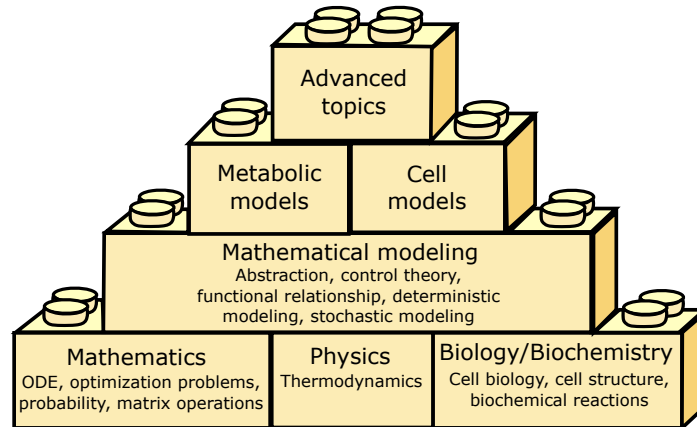 Advanced
topics
Metabolic
models
Cell
models
Mathematical modeling
Abstraction, control theory,
functional relationship, deterministic
modeling, stochastic modeling
Mathematics
ODE, optimization problems,
probability, matrix operations
Physics
Thermodynamics
Biology/Biochemistry
Cell biology, cell structure,
biochemical reactions